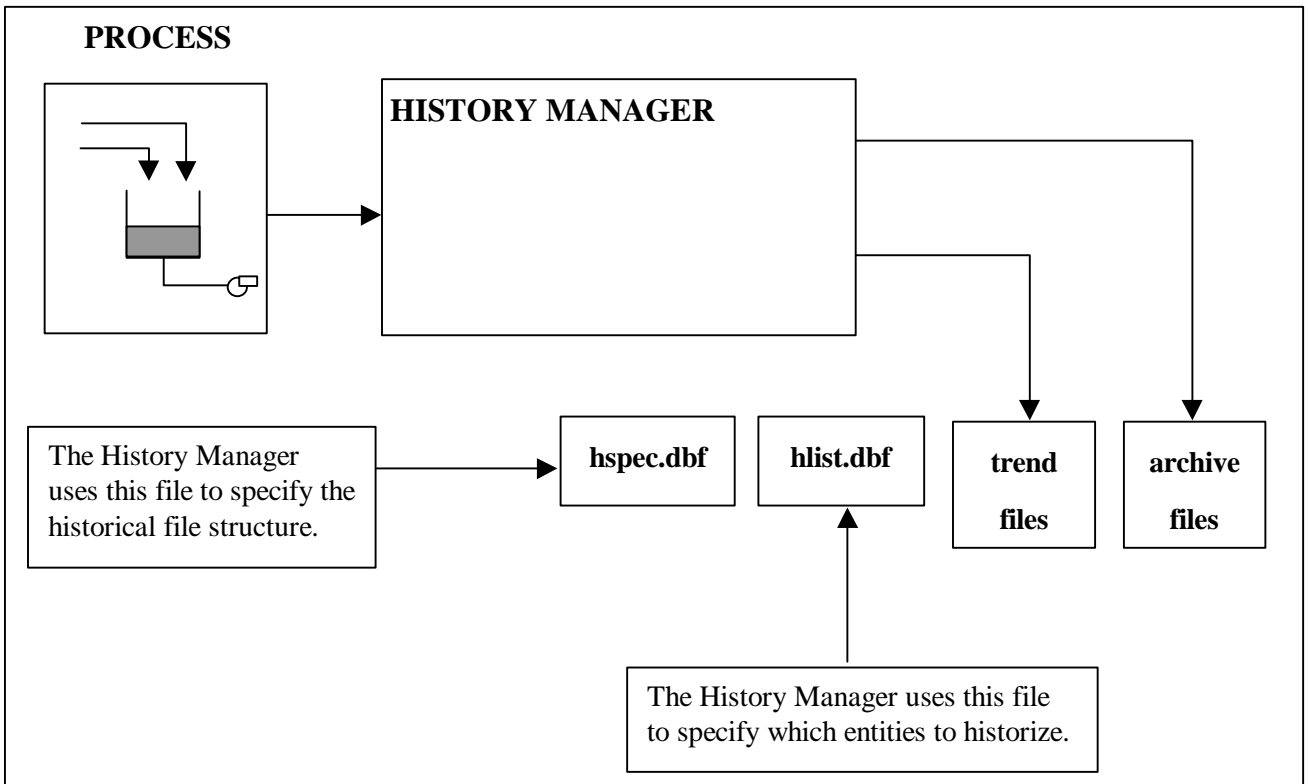 PROCESS
HISTORY MANAGER
The History Manager
uses this file to specify the
historical file structure.
hspec.dbf
hlist.dbf
trend
files
archive
files
The History Manager uses this file
to specify which entities to historize.